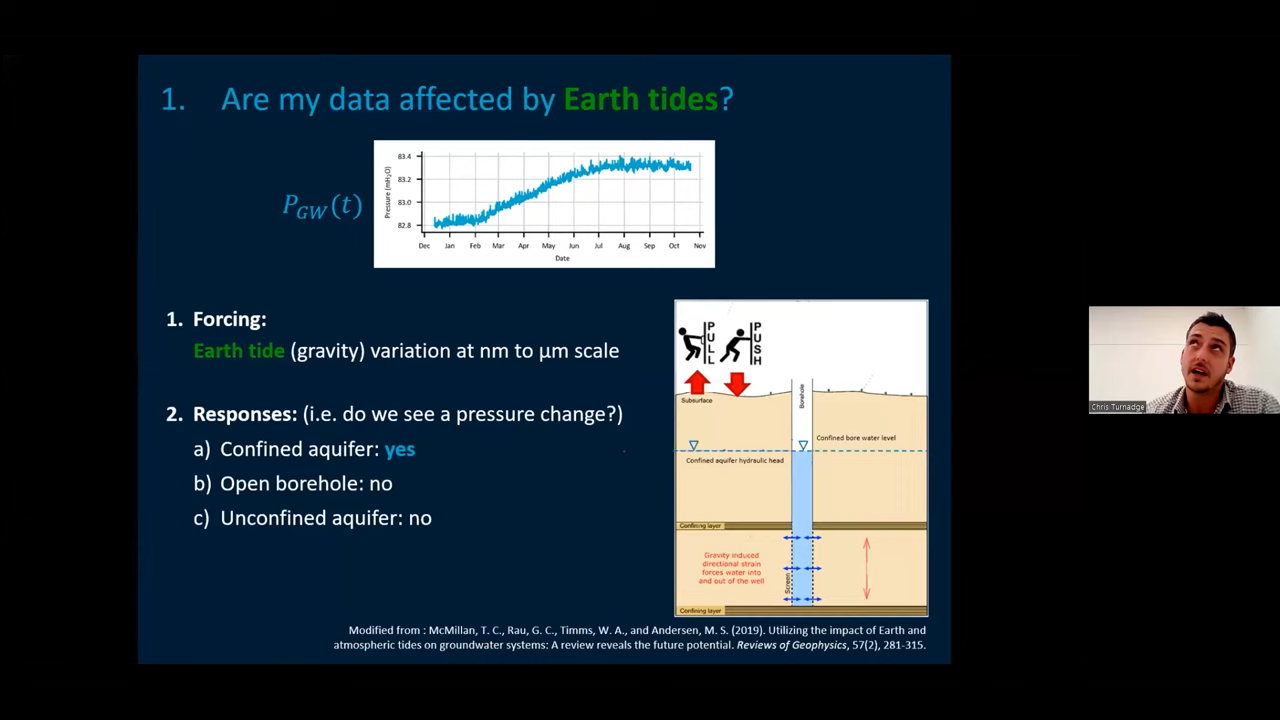 1. Are my data affected by Earth tides?
P_GW(t)
Pressure (mH₂O)
83.4
83.2
83.0
82.8
Dec Jan Feb Mar Apr May Jun Jul Aug Sep Oct Nov
Date
1. Forcing:
Earth tide (gravity) variation at nm to µm scale
2. Responses: (i.e. do we see a pressure change?)
a) Confined aquifer: yes
b) Open borehole: no
c) Unconfined aquifer: no
PULL
PUSH
Subsurface
Borehole
Confined bore water level
Confined aquifer hydraulic head
Confining layer
Gravity induced
directional strain
forces water into
and out of the well
Screen
Confining layer
Modified from : McMillan, T. C., Rau, G. C., Timms, W. A., and Andersen, M. S. (2019). Utilizing the impact of Earth and
atmospheric tides on groundwater systems: A review reveals the future potential. Reviews of Geophysics, 57(2), 281-315.
Chris Turnadge